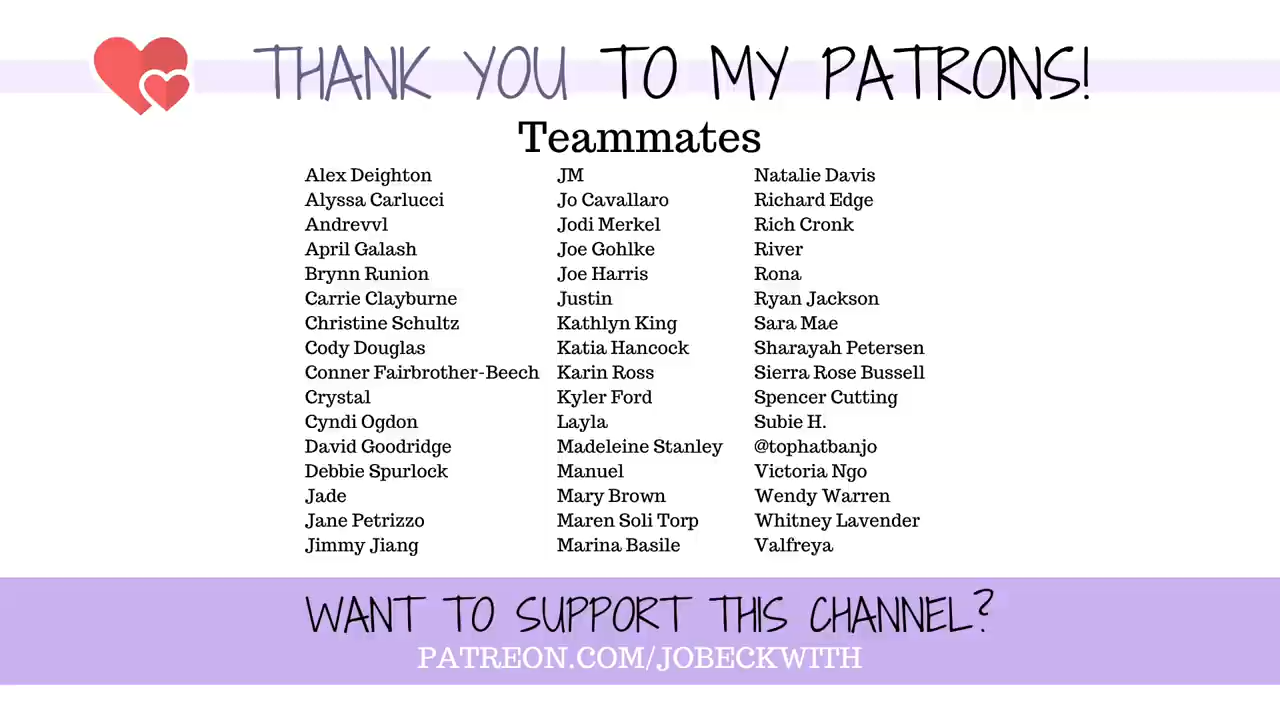 THANK YOU TO MY PATRONS!
Teammates
Alex Deighton
Alyssa Carlucci
Andrevvl
April Galash
Brynn Runion
Carrie Clayburne
Christine Schultz
Cody Douglas
Conner Fairbrother-Beech
Crystal
Cyndi Ogdon
David Goodridge
Debbie Spurlock
Jade
Jane Petrizzo
Jimmy Jiang
JM
Jo Cavallaro
Jodi Merkel
Joe Gohlke
Joe Harris
Justin
Kathlyn King
Katia Hancock
Karin Ross
Kyler Ford
Layla
Madeleine Stanley
Manuel
Mary Brown
Maren Soli Torp
Marina Basile
Natalie Davis
Richard Edge
Rich Cronk
River
Rona
Ryan Jackson
Sara Mae
Sharayah Petersen
Sierra Rose Bussell
Spencer Cutting
Subie H.
@tophatbanjo
Victoria Ngo
Wendy Warren
Whitney Lavender
Valfreya
WANT TO SUPPORT THIS CHANNEL?
PATREON.COM/JOBECKWITH